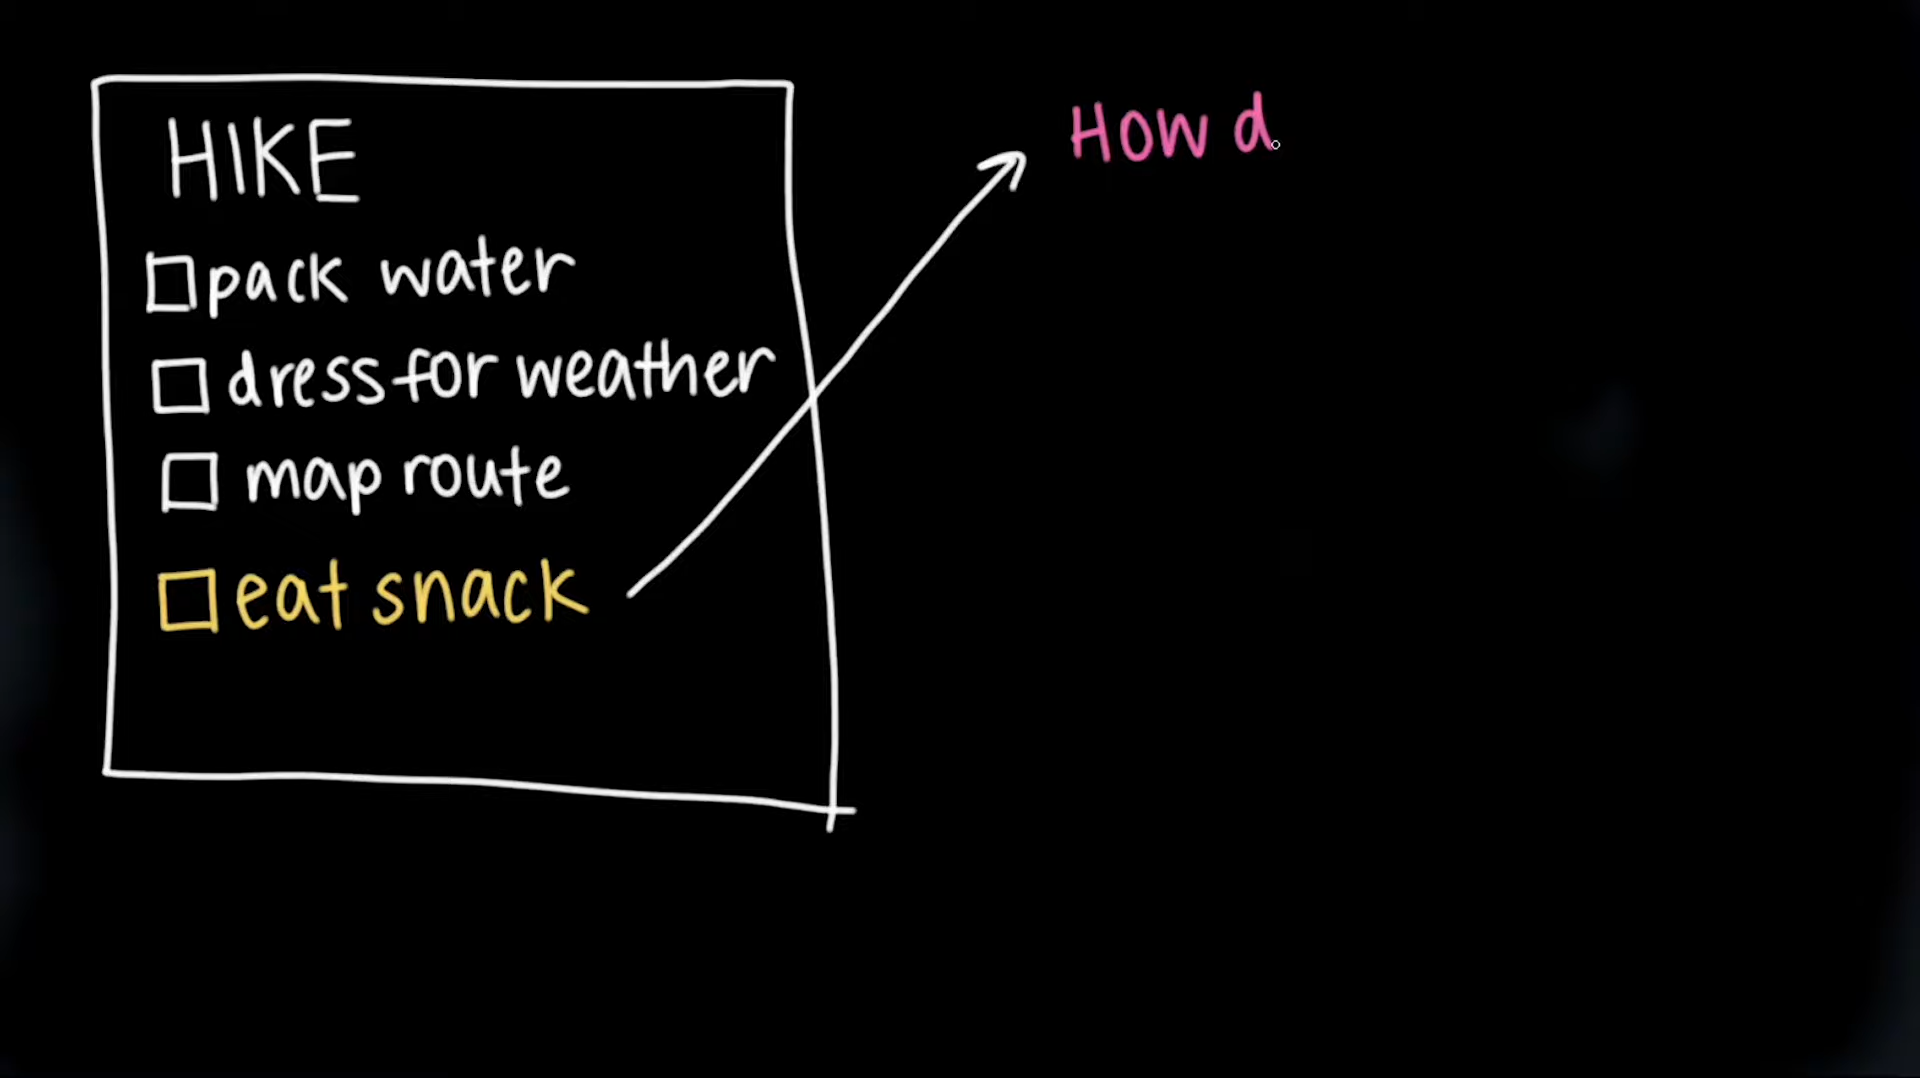 HIKE
pack water
dress for weather
map route
eat snack
How d